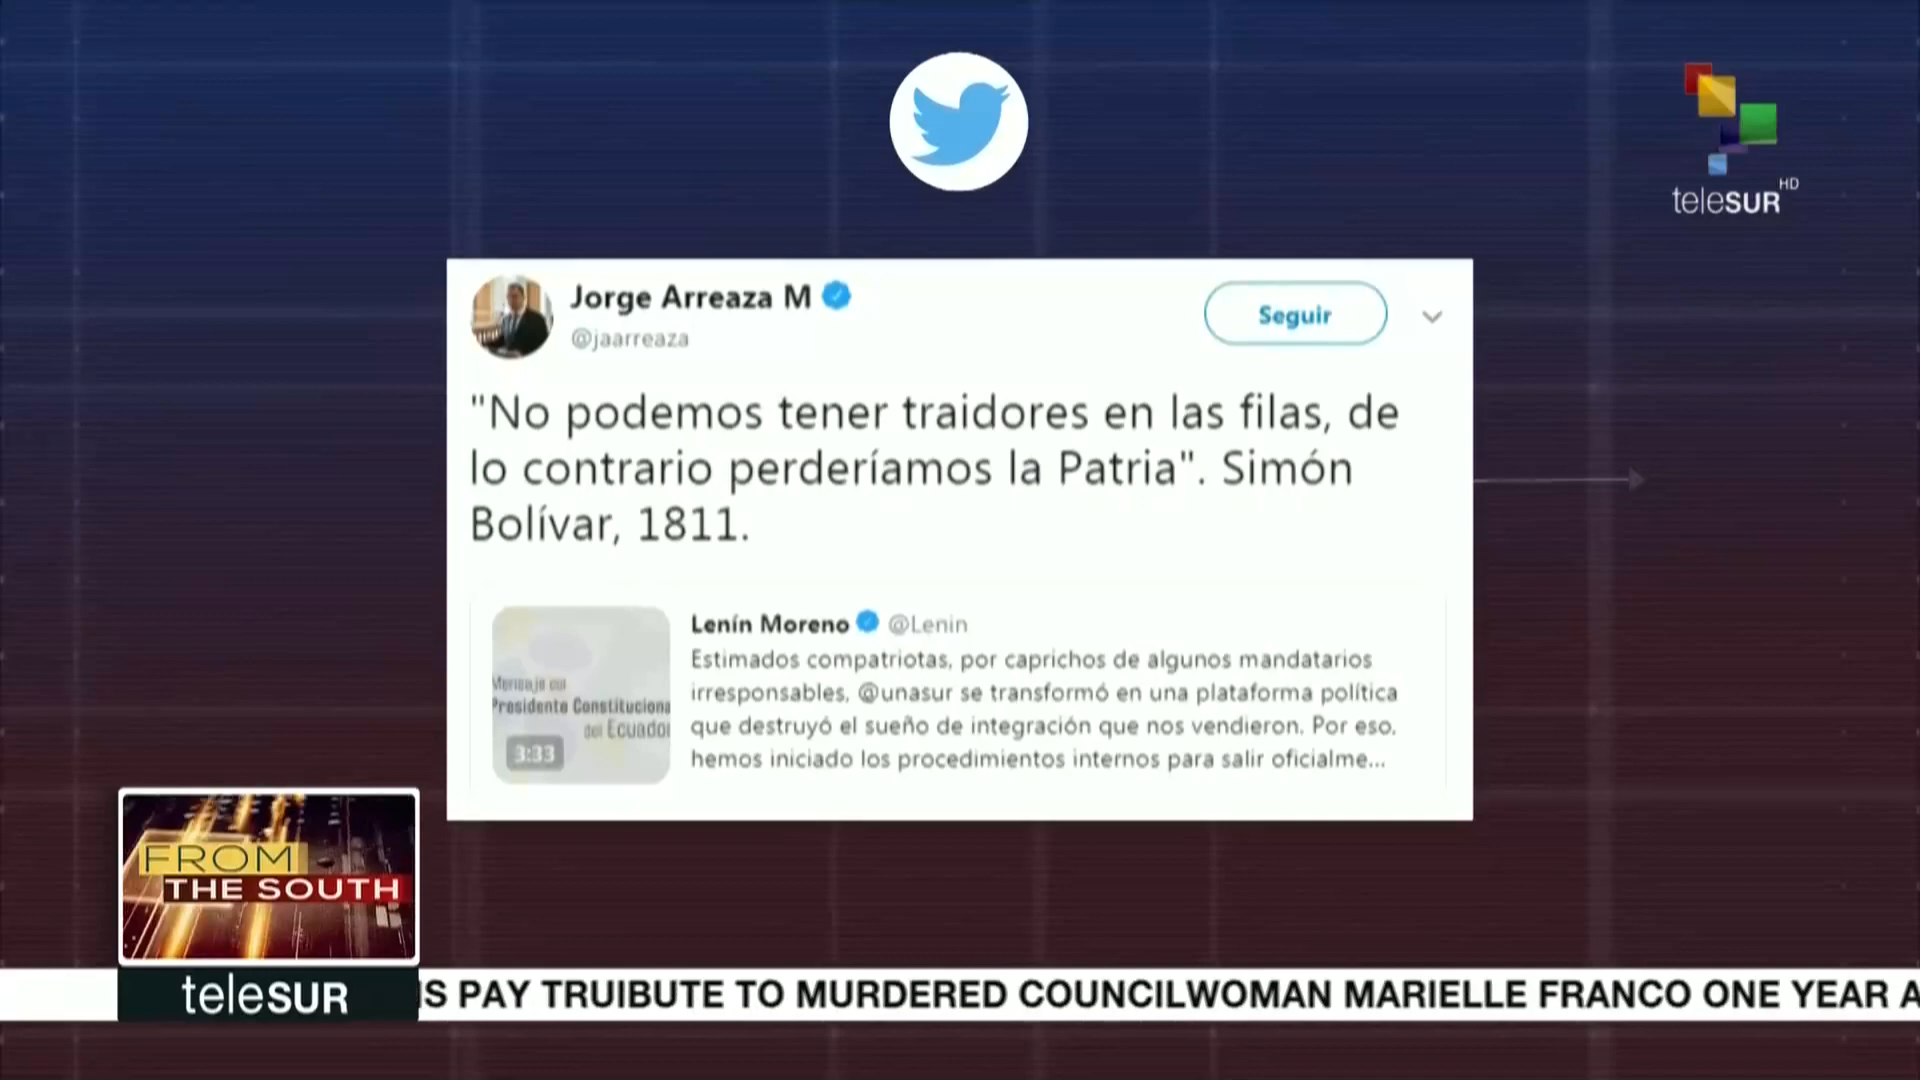 teleSUR HD
Jorge Arreaza M
@jaarreaza
Seguir
"No podemos tener traidores en las filas, de
lo contrario perderíamos la Patria". Simón
Bolívar, 1811.
Lenín Moreno @Lenin
Estimados compatriotas, por caprichos de algunos mandatarios
irresponsables, @unasur se transformó en una plataforma política
que destruyó el sueño de integración que nos vendieron. Por eso,
hemos iniciado los procedimientos internos para salir oficialme...
Mensaje del
Presidente Constituciona
del Ecuador
3:33
FROM
THE SOUTH
teleSUR
IS PAY TRUIBUTE TO MURDERED COUNCILWOMAN MARIELLE FRANCO ONE YEAR A